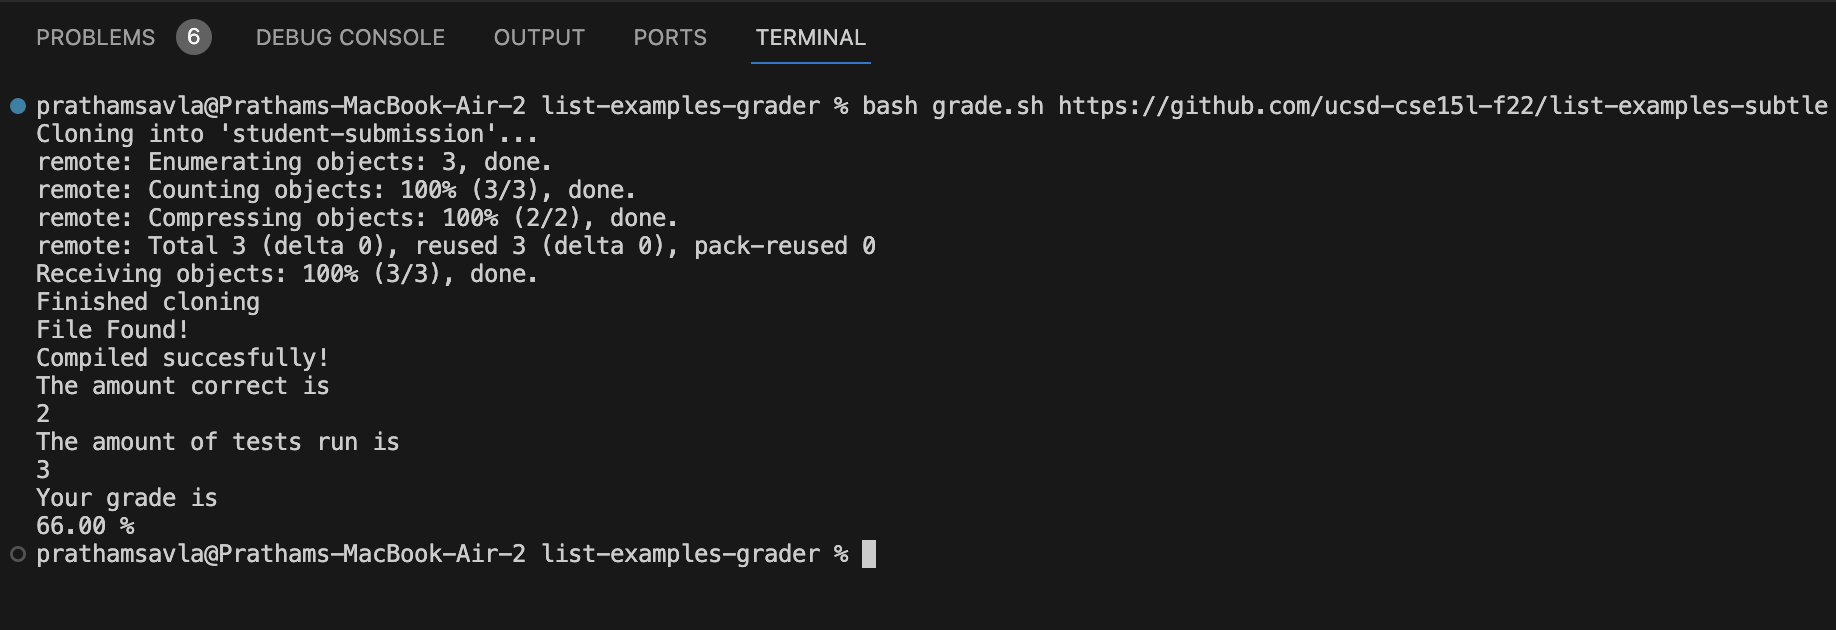 PROBLEMS 6 DEBUG CONSOLE OUTPUT PORTS TERMINAL
prathamsavla@Prathams-MacBook-Air-2 list-examples-grader % bash grade.sh https://github.com/ucsd-cse15l-f22/list-examples-subtle
Cloning into 'student-submission'...
remote: Enumerating objects: 3, done.
remote: Counting objects: 100% (3/3), done.
remote: Compressing objects: 100% (2/2), done.
remote: Total 3 (delta 0), reused 3 (delta 0), pack-reused 0
Receiving objects: 100% (3/3), done.
Finished cloning
File Found!
Compiled succesfully!
The amount correct is
2
The amount of tests run is
3
Your grade is
66.00 %
prathamsavla@Prathams-MacBook-Air-2 list-examples-grader %